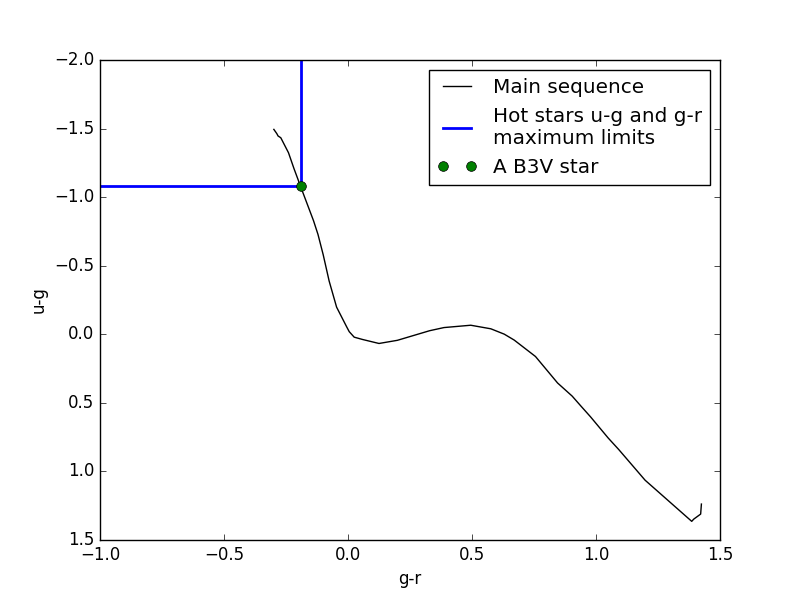 −2.0
−1.5
−1.0
−0.5
0.0
0.5
1.0
1.5
u-g
Main sequence
Hot stars u-g and g-r
maximum limits
A B3V star
−1.0 −0.5 0.0 0.5 1.0 1.5
g-r